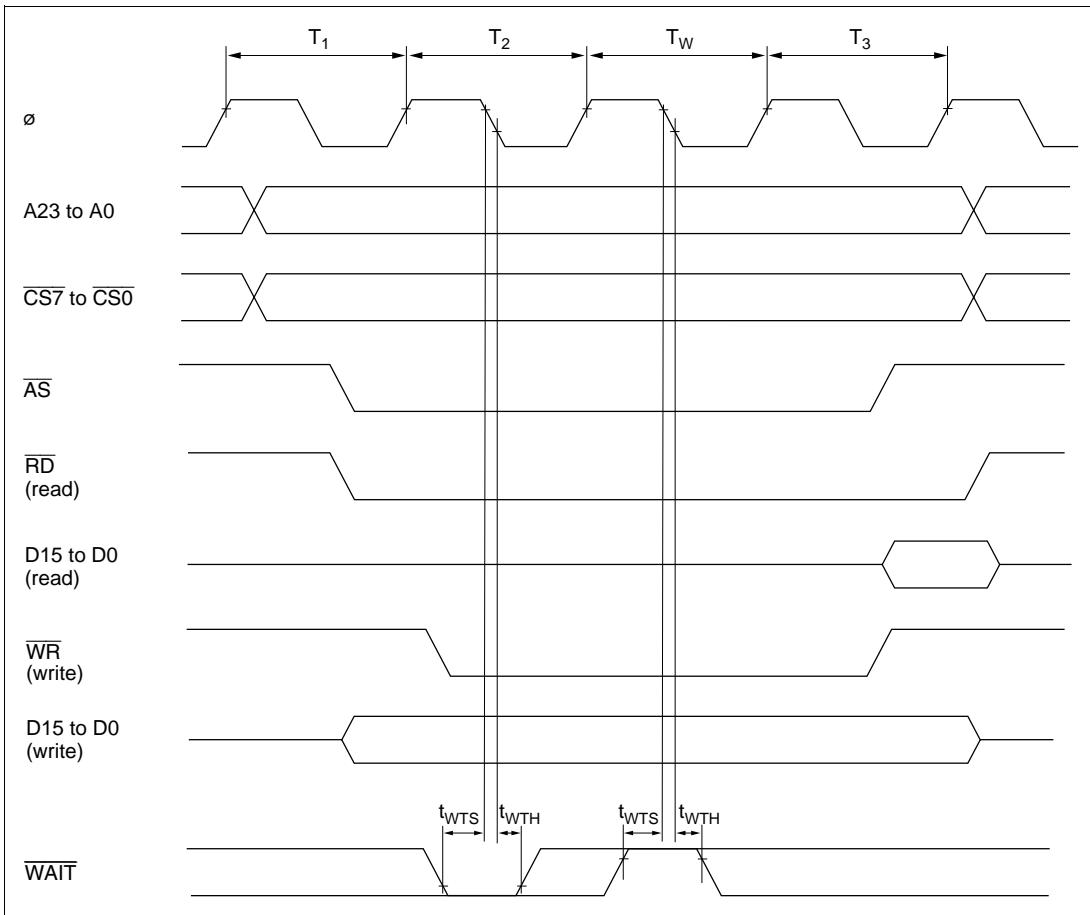 T1 T2 TW T3
ø
A23 to A0
CS7 to CS0
AS
RD
(read)
D15 to D0
(read)
WR
(write)
D15 to D0
(write)
tWTS tWTH tWTS tWTH
WAIT